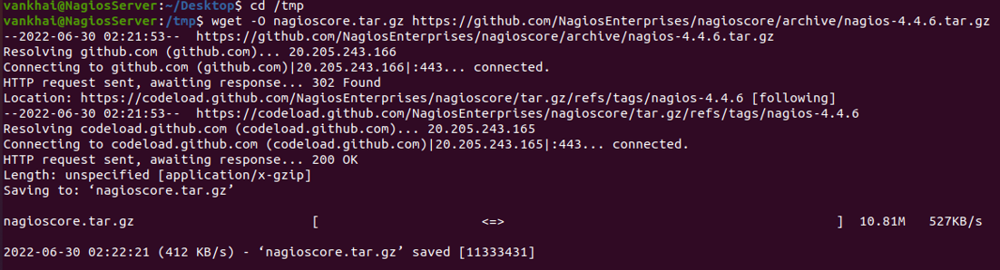 vankhai@NagiosServer:~/Desktop$ cd /tmp
vankhai@NagiosServer:/tmp$ wget -O nagioscore.tar.gz https://github.com/NagiosEnterprises/nagioscore/archive/nagios-4.4.6.tar.gz
--2022-06-30 02:21:53--  https://github.com/NagiosEnterprises/nagioscore/archive/nagios-4.4.6.tar.gz
Resolving github.com (github.com)... 20.205.243.166
Connecting to github.com (github.com)|20.205.243.166|:443... connected.
HTTP request sent, awaiting response... 302 Found
Location: https://codeload.github.com/NagiosEnterprises/nagioscore/tar.gz/refs/tags/nagios-4.4.6 [following]
--2022-06-30 02:21:53--  https://codeload.github.com/NagiosEnterprises/nagioscore/tar.gz/refs/tags/nagios-4.4.6
Resolving codeload.github.com (codeload.github.com)... 20.205.243.165
Connecting to codeload.github.com (codeload.github.com)|20.205.243.165|:443... connected.
HTTP request sent, awaiting response... 200 OK
Length: unspecified [application/x-gzip]
Saving to: ‘nagioscore.tar.gz’
nagioscore.tar.gz                       [                     <=>                                            ]  10.81M   527KB/s
2022-06-30 02:22:21 (412 KB/s) - ‘nagioscore.tar.gz’ saved [11333431]